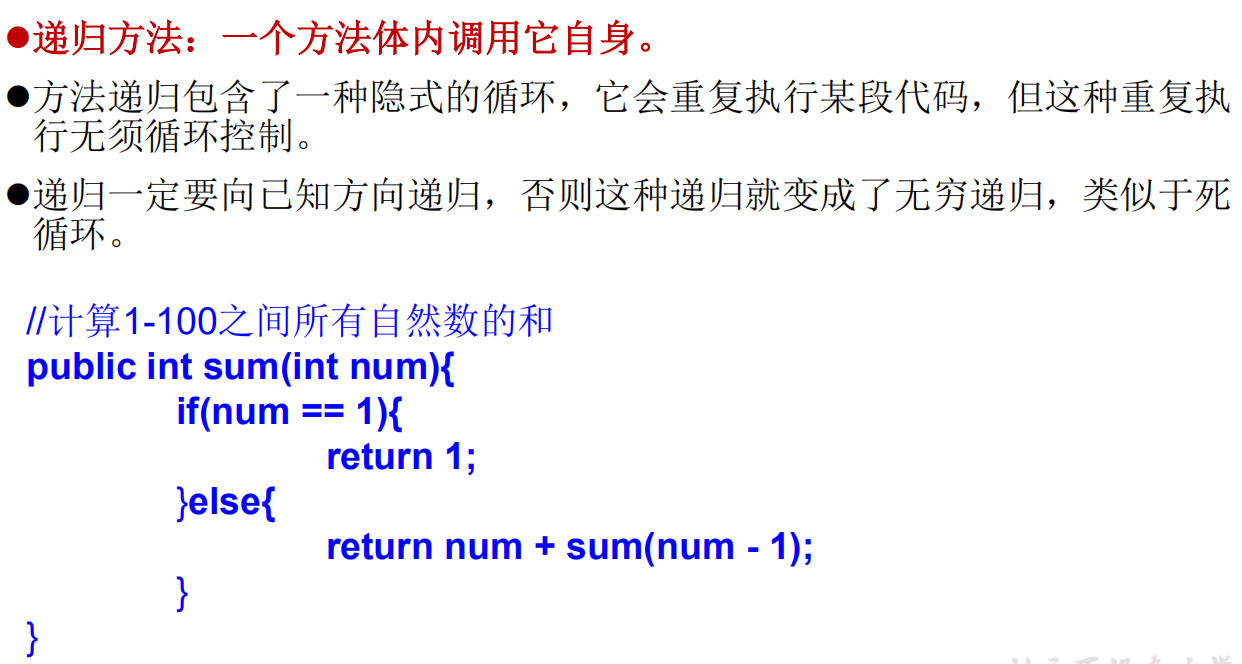 ●递归方法：一个方法体内调用它自身。
●方法递归包含了一种隐式的循环，它会重复执行某段代码，但这种重复执
行无须循环控制。
●递归一定要向已知方向递归，否则这种递归就变成了无穷递归，类似于死
循环。
//计算1-100之间所有自然数的和
public int sum(int num){
if(num == 1){
return 1;
}else{
return num + sum(num - 1);
}
}